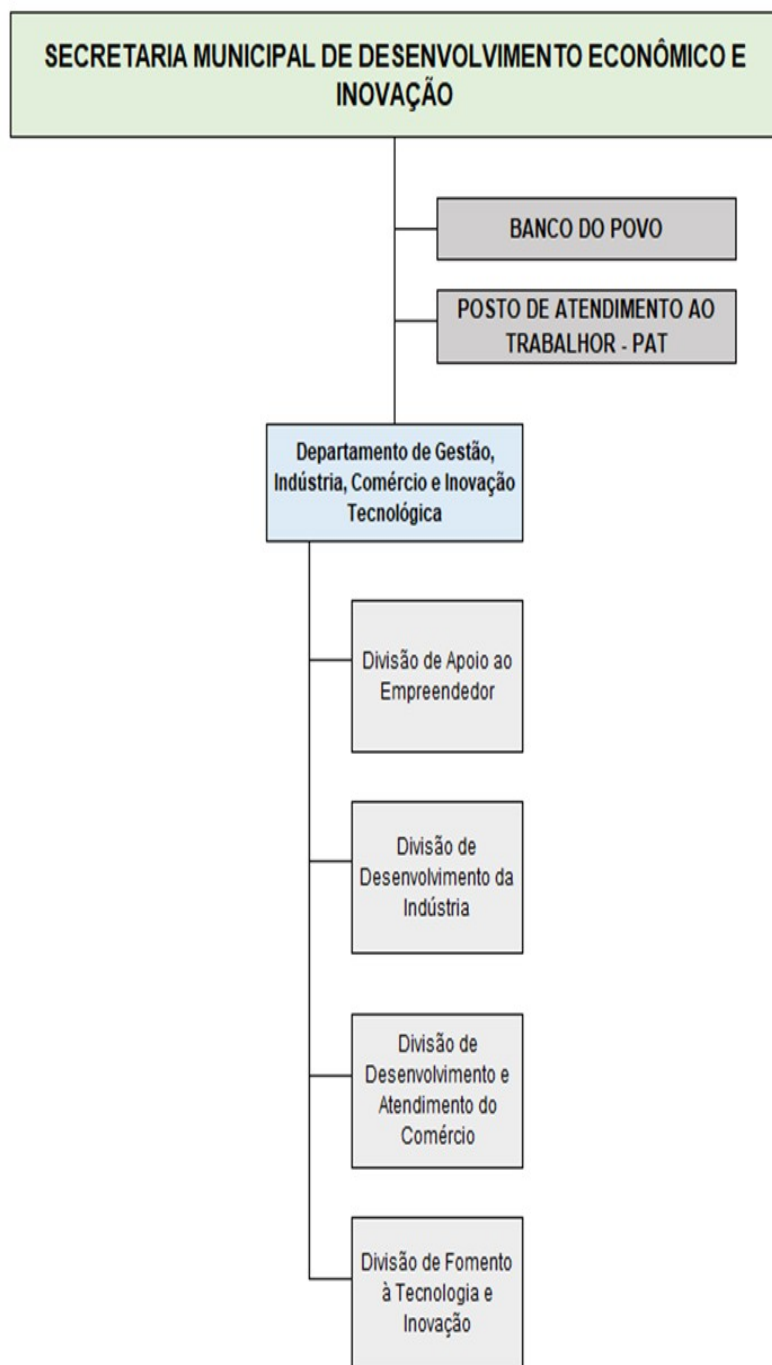 SECRETARIA MUNICIPAL DE DESENVOLVIMENTO ECONÔMICO E
INOVAÇÃO
BANCO DO POVO
POSTO DE ATENDIMENTO AO
TRABALHOR - PAT
Departamento de Gestão,
Indústria, Comércio e Inovação
Tecnológica
Divisão de Apoio ao
Empreendedor
Divisão de
Desenvolvimento da
Indústria
Divisão de
Desenvolvimento e
Atendimento do
Comércio
Divisão de Fomento
à Tecnologia e
Inovação